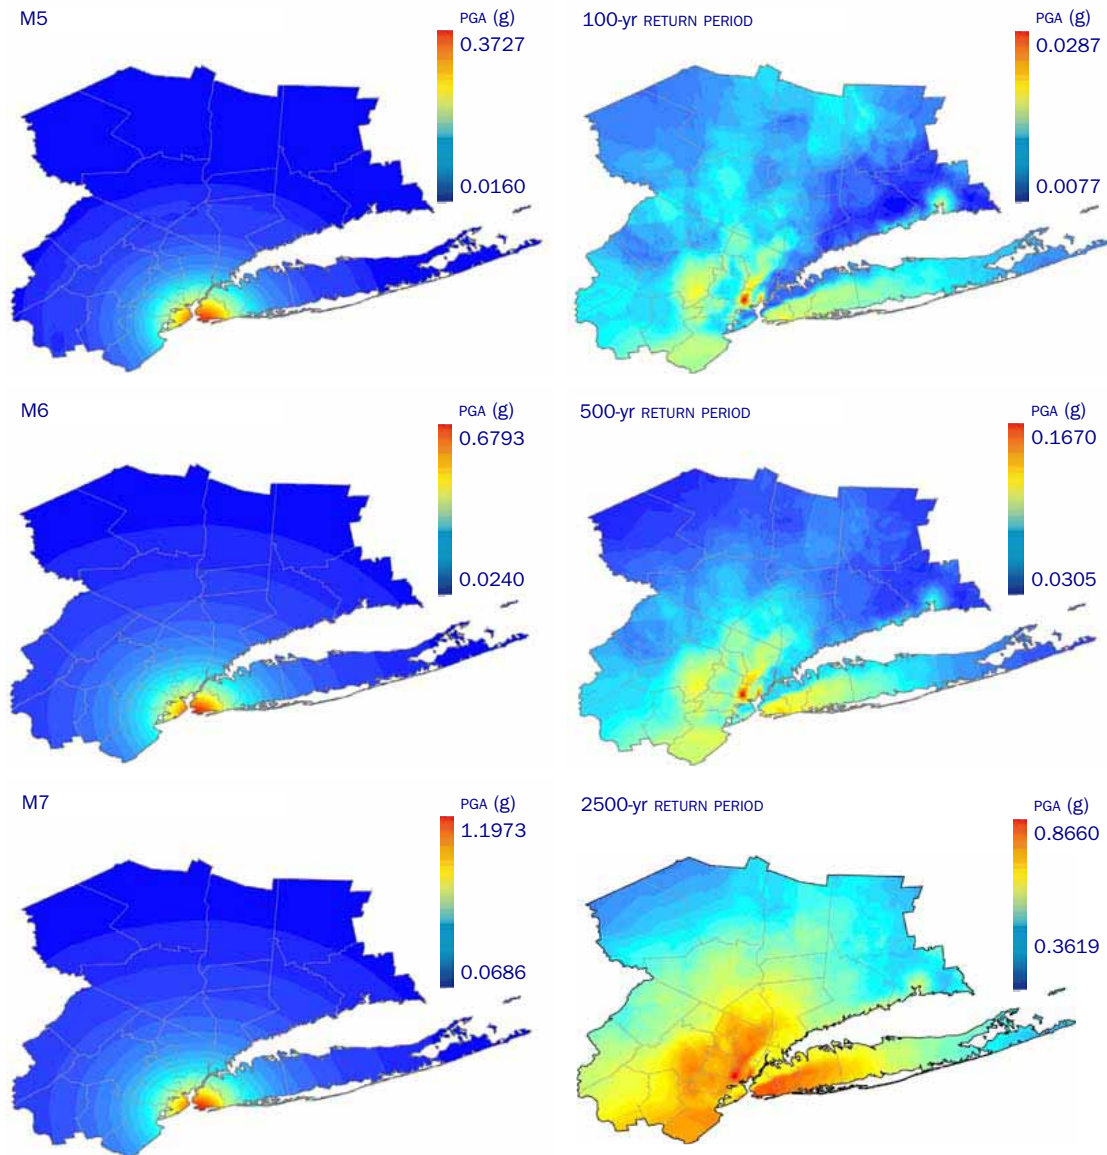 M5
PGA (g)
0.3727
0.0160
100-yr RETURN PERIOD
PGA (g)
0.0287
0.0077
M6
PGA (g)
0.6793
0.0240
500-yr RETURN PERIOD
PGA (g)
0.1670
0.0305
M7
PGA (g)
1.1973
0.0686
2500-yr RETURN PERIOD
PGA (g)
0.8660
0.3619